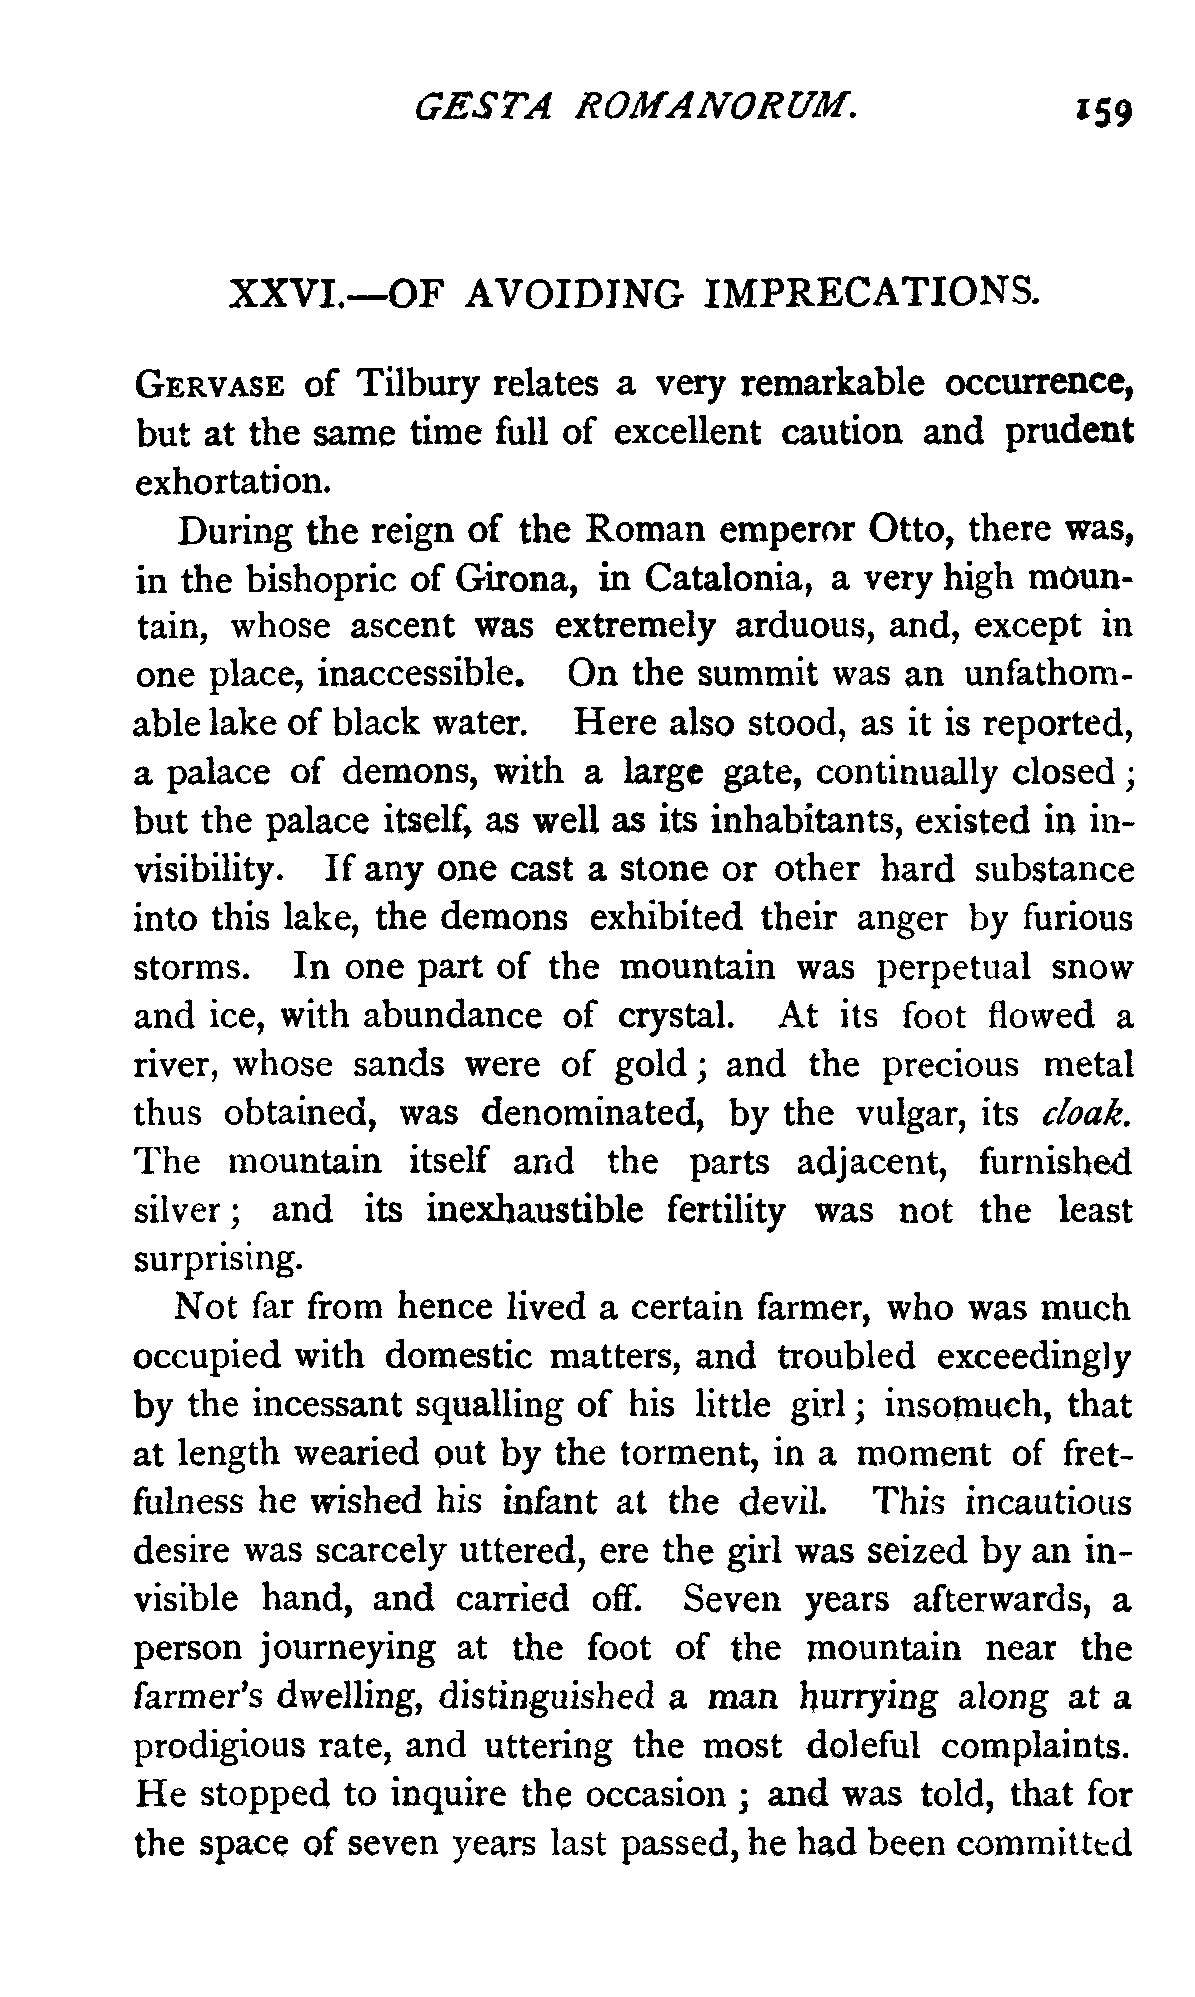 GESTA ROMANORUM. 159
XXVI.—OF AVOIDING IMPRECATIONS.
GERVASE of Tilbury relates a very remarkable occurrence,
but at the same time full of excellent caution and prudent
exhortation.
During the reign of the Roman emperor Otto, there was,
in the bishopric of Girona, in Catalonia, a very high moun-
tain, whose ascent was extremely arduous, and, except in
one place, inaccessible. On the summit was an unfathom-
able lake of black water. Here also stood, as it is reported,
a palace of demons, with a large gate, continually closed ;
but the palace itself, as well as its inhabitants, existed in in-
visibility. If any one cast a stone or other hard substance
into this lake, the demons exhibited their anger by furious
storms. In one part of the mountain was perpetual snow
and ice, with abundance of crystal. At its foot flowed a
river, whose sands were of gold ; and the precious metal
thus obtained, was denominated, by the vulgar, its cloak.
The mountain itself and the parts adjacent, furnished
silver ; and its inexhaustible fertility was not the least
surprising.
Not far from hence lived a certain farmer, who was much
occupied with domestic matters, and troubled exceedingly
by the incessant squalling of his little girl ; insomuch, that
at length wearied out by the torment, in a moment of fret-
fulness he wished his infant at the devil. This incautious
desire was scarcely uttered, ere the girl was seized by an in-
visible hand, and carried off. Seven years afterwards, a
person journeying at the foot of the mountain near the
farmer's dwelling, distinguished a man hurrying along at a
prodigious rate, and uttering the most doleful complaints.
He stopped to inquire the occasion ; and was told, that for
the space of seven years last passed, he had been committed